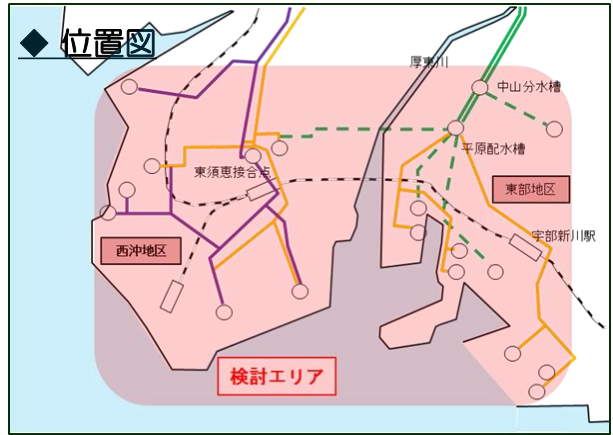 ◆ 位置図
厚東川
中山分水槽
平原配水槽
東須恵接合点
東部地区
宇部新川駅
西沖地区
検討エリア